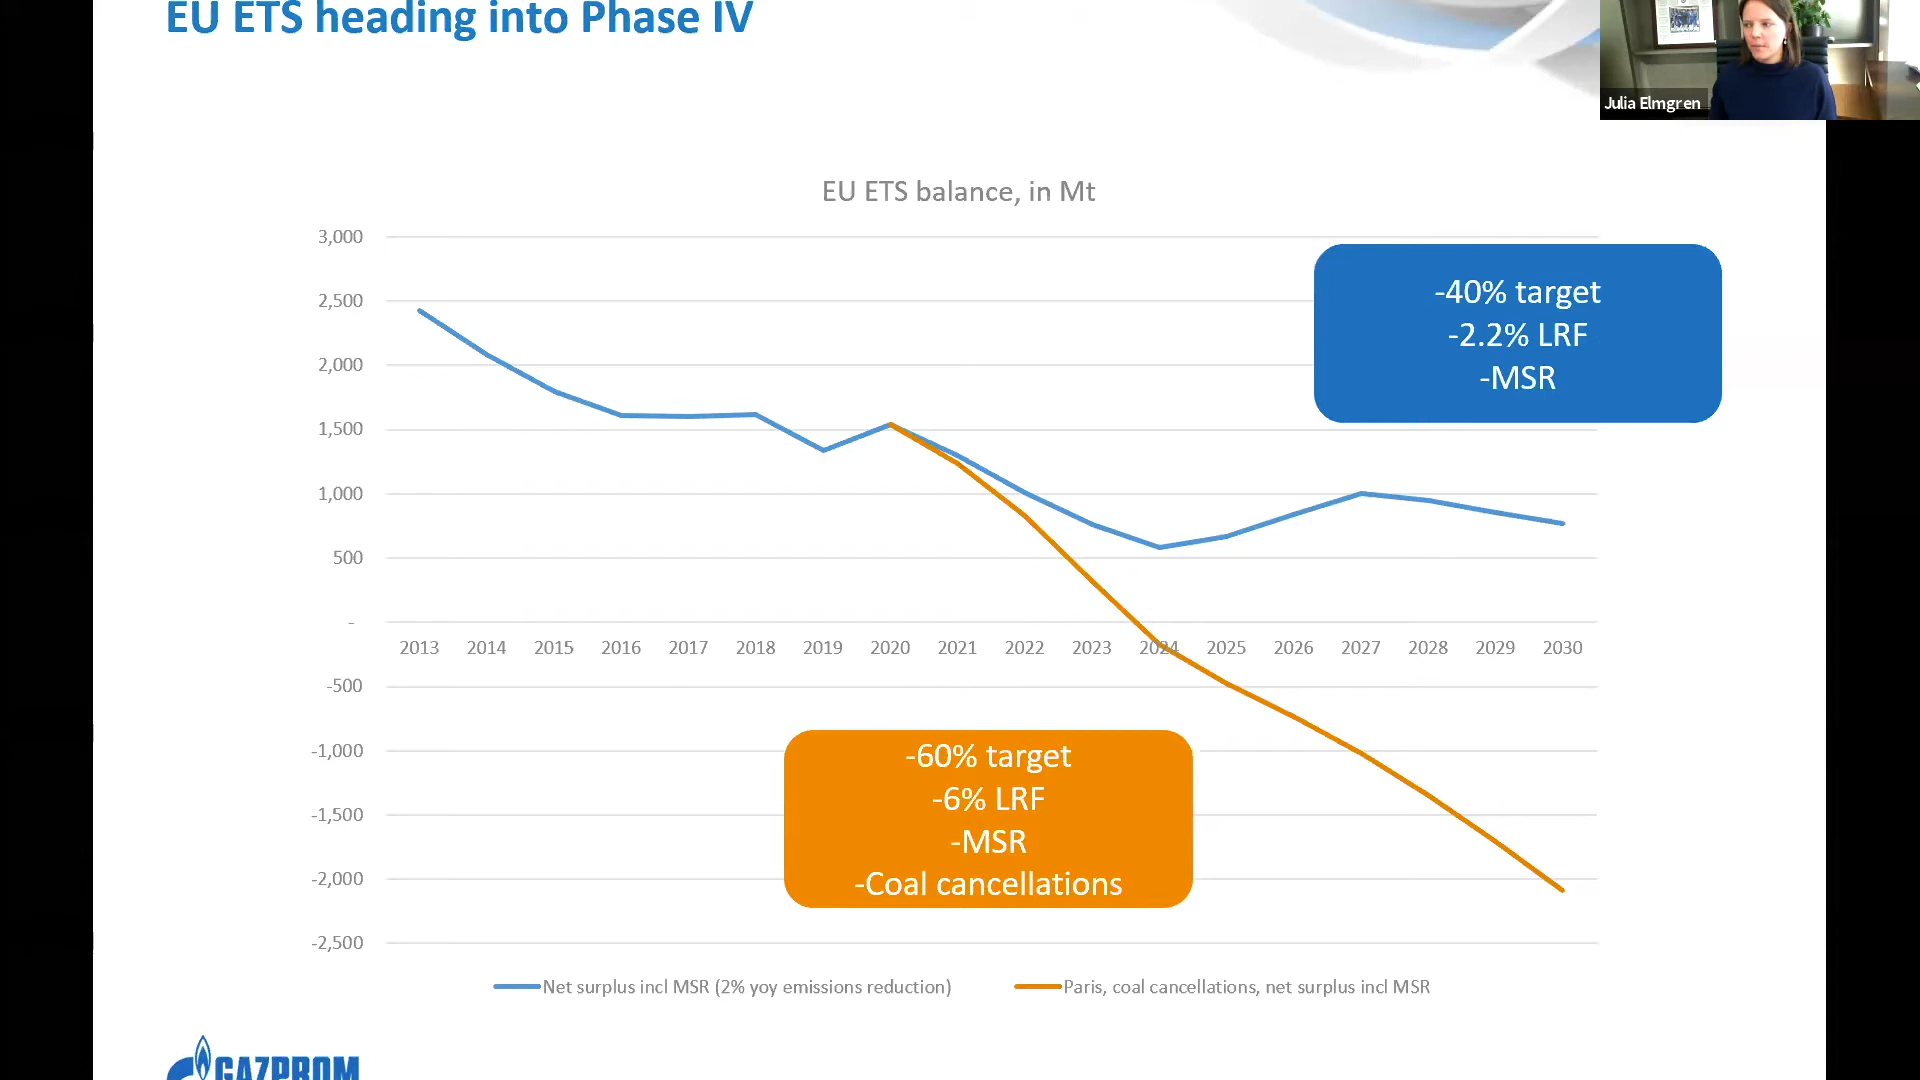 EU ETS heading into Phase IV
Julia Elmgren
EU ETS balance, in Mt
3,000
2,500
2,000
1,500
1,000
500
-
-500
-1,000
-1,500
-2,000
-2,500
2013 2014 2015 2016 2017 2018 2019 2020 2021 2022 2023 2024 2025 2026 2027 2028 2029 2030
-40% target
-2.2% LRF
-MSR
-60% target
-6% LRF
-MSR
-Coal cancellations
Net surplus incl MSR (2% yoy emissions reduction)
Paris, coal cancellations, net surplus incl MSR
GAZPROM